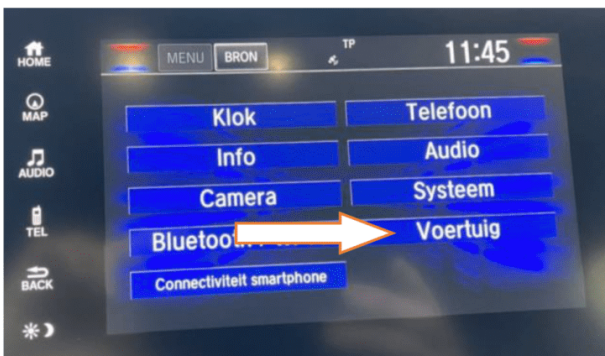 HOME
MENU BRON TP 11:45
MAP
Klok Telefoon
Info Audio
AUDIO
Camera Systeem
TEL
Voertuig
BACK
Connectiviteit smartphone